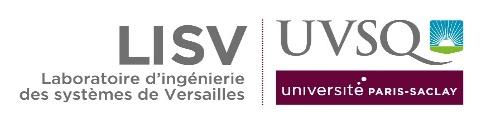 LISV
Laboratoire d'ingénierie
des systèmes de Versailles
UVSQ
université PARIS-SACLAY